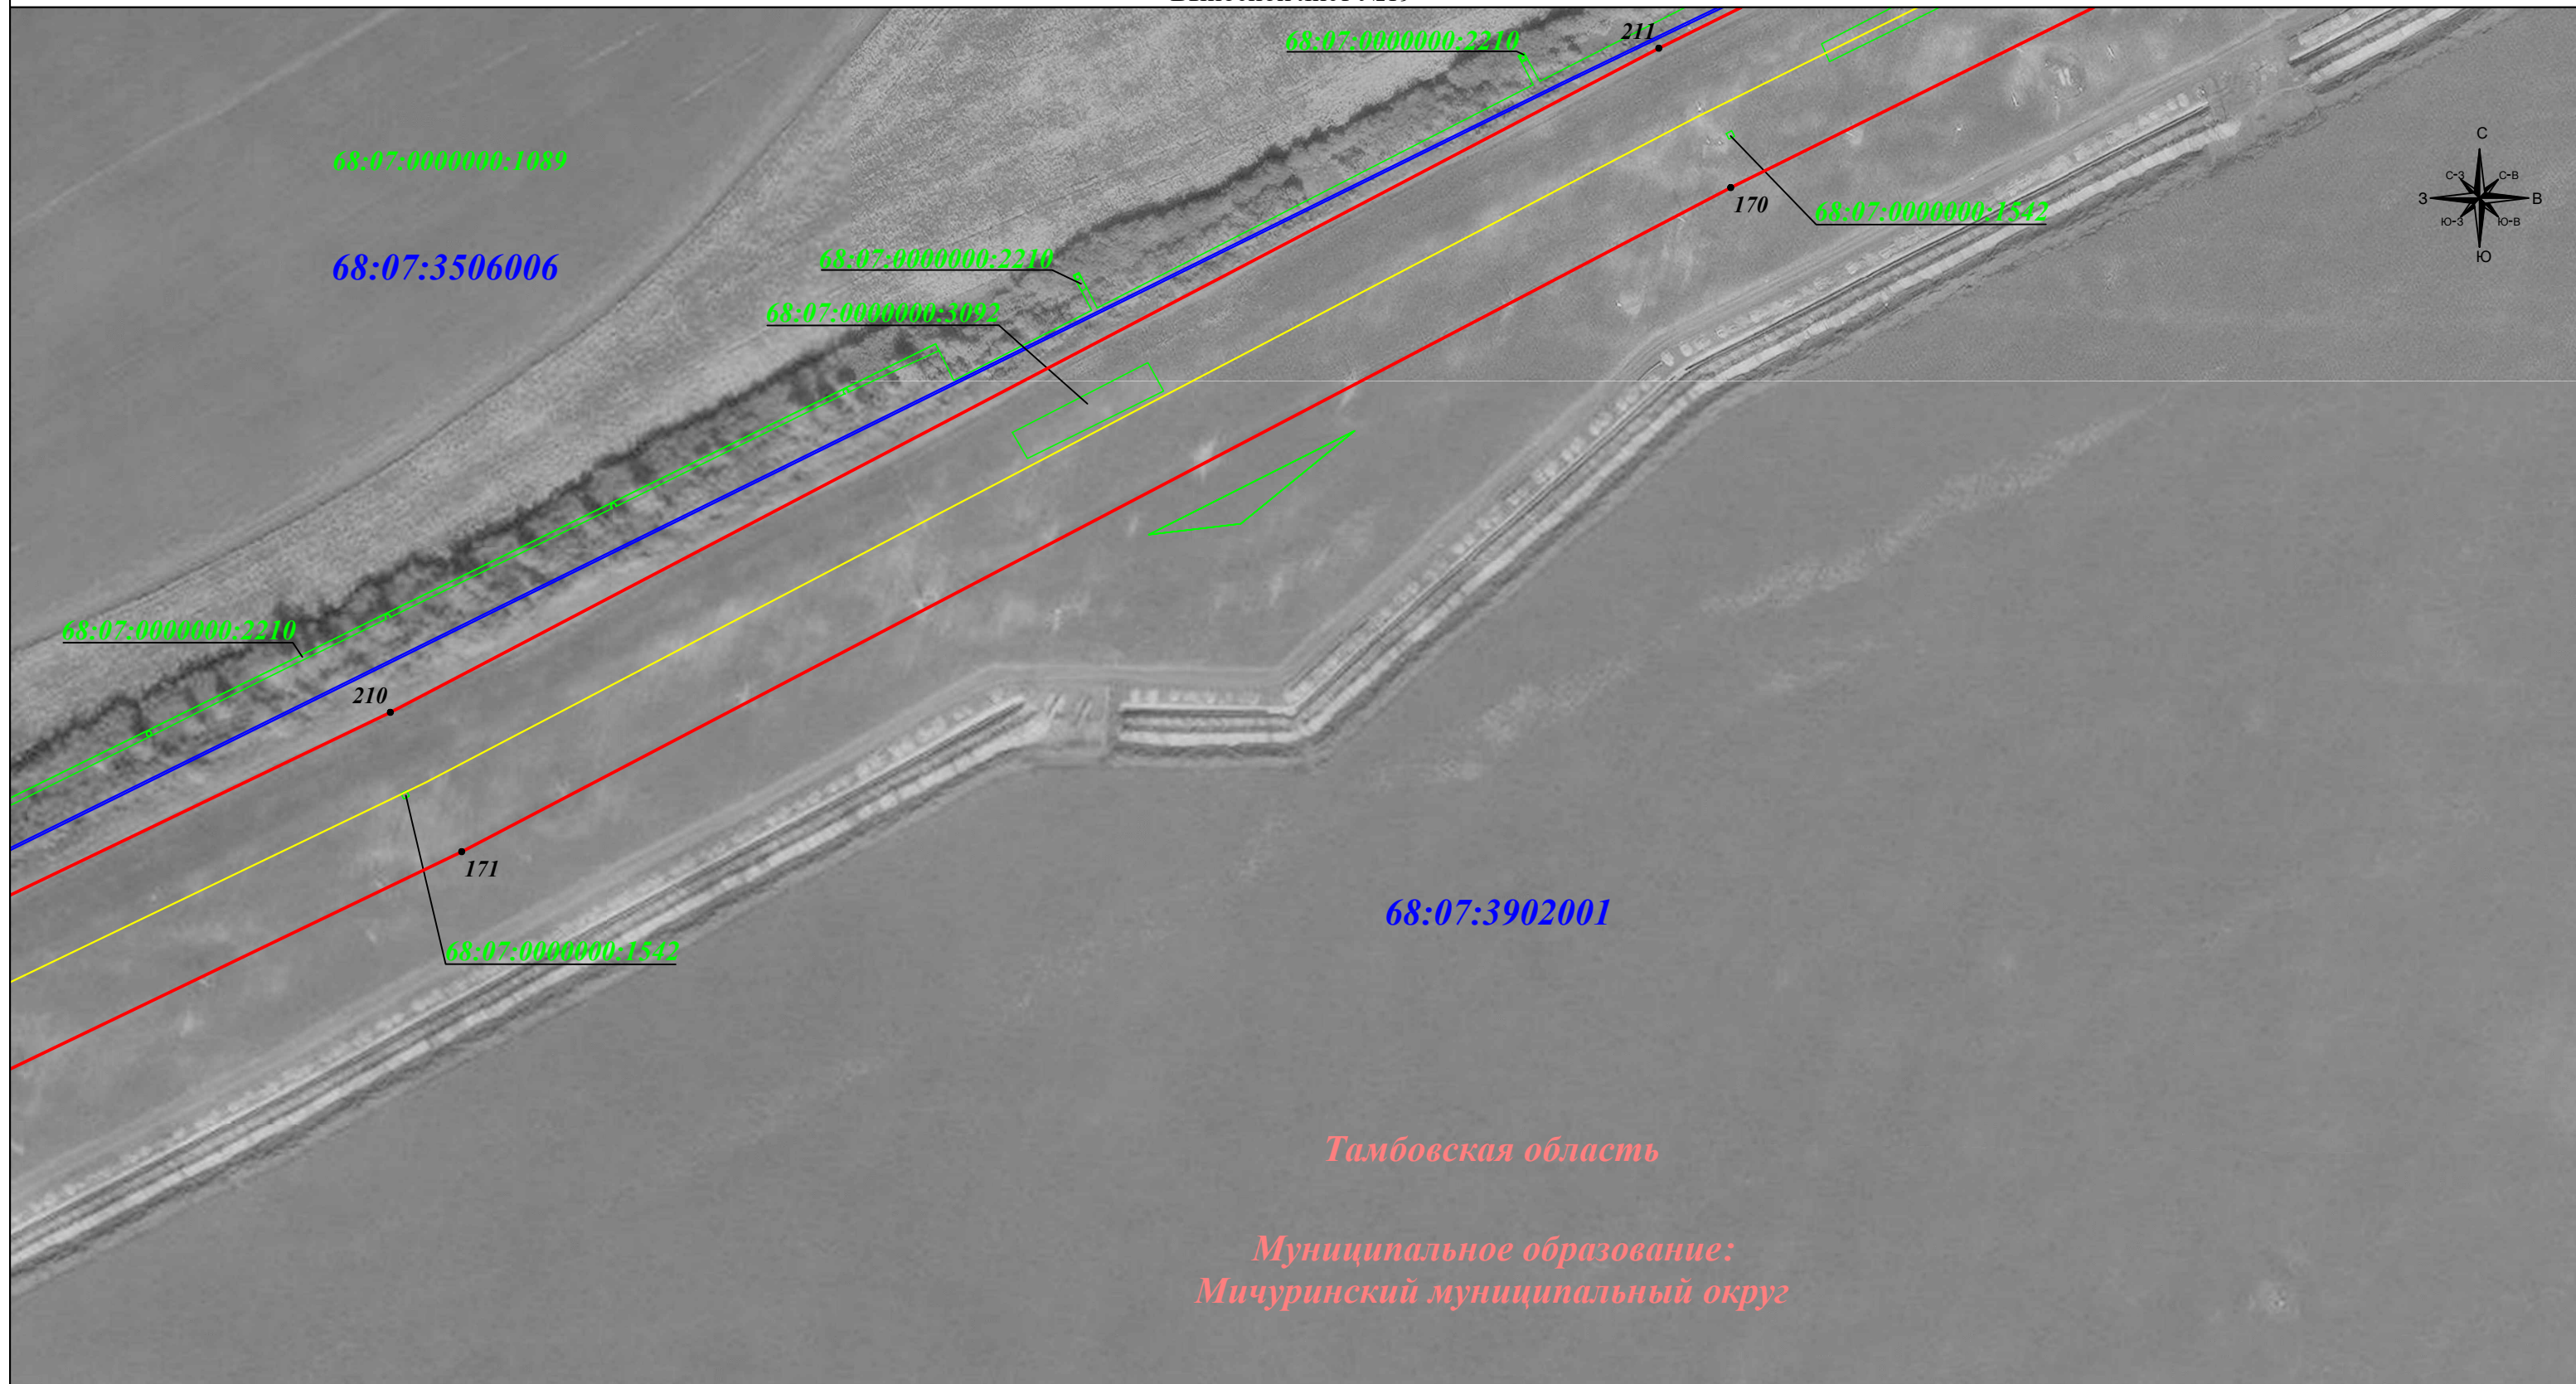 211
68:07:0000000:2210
С
68:07:0000000:1089
С-З
С-В
З
В
170
68:07:0000000:1542
Ю-З
Ю-В
Ю
68:07:3506006
68:07:0000000:2210
68:07:0000000:3092
68:07:0000000:2210
210
171
68:07:3902001
68:07:0000000:1542
Тамбовская область
Муниципальное образование:
Мичуринский муниципальный округ